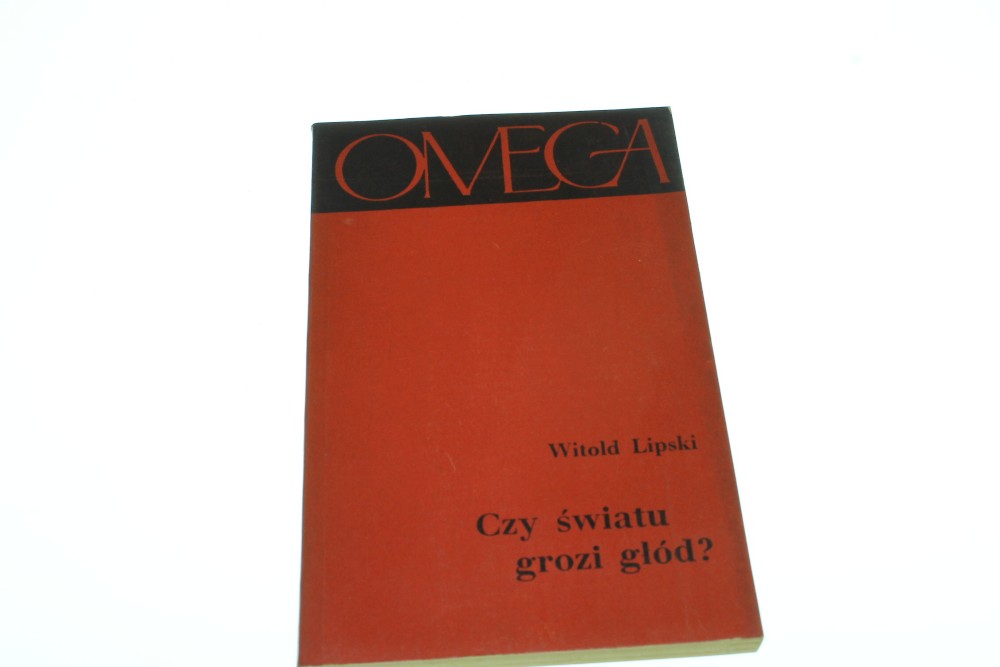 OMEGA
Witold Lipski
Czy światu
grozi głód?